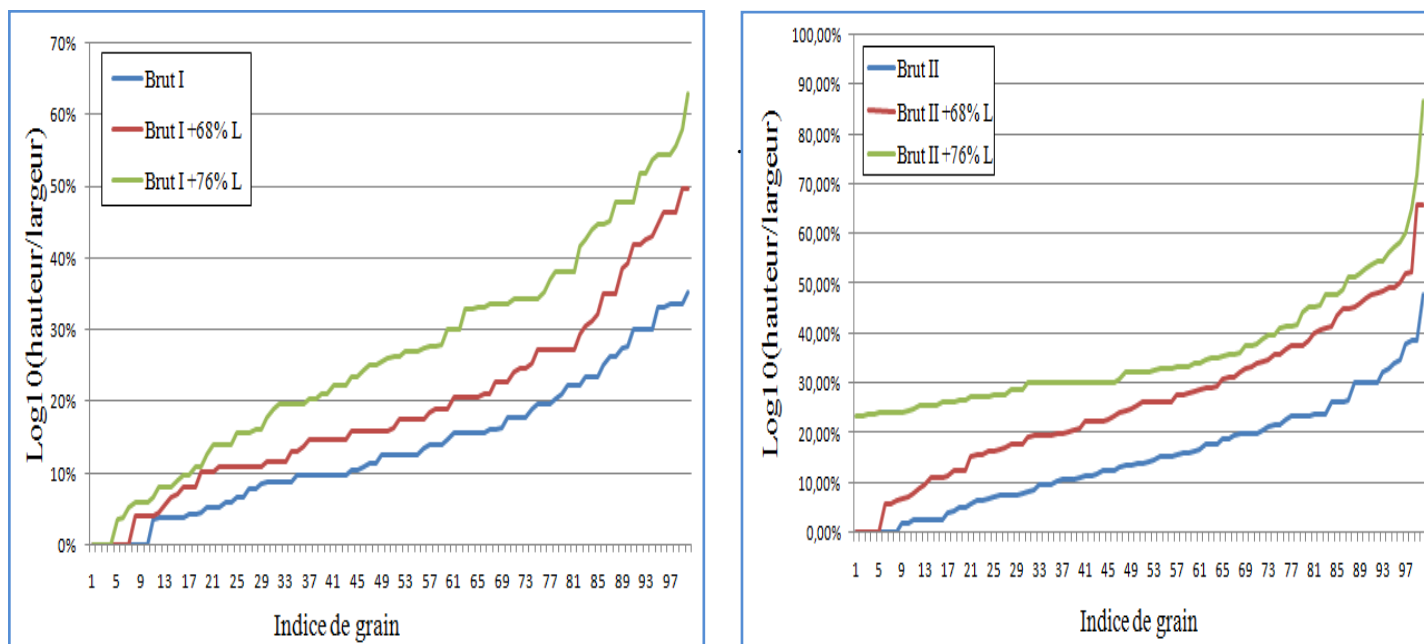 70%
60%
50%
40%
30%
20%
10%
0%
Log10(hauteur/largeur)
Brut I
Brut I +68% L
Brut I +76% L
1 5 9 13 17 21 25 29 33 37 41 45 49 53 57 61 65 69 73 77 81 85 89 93 97
Indice de grain
100,00%
90,00%
80,00%
70,00%
60,00%
50,00%
40,00%
30,00%
20,00%
10,00%
0,00%
Log10(hauteur/largeur)
Brut II
Brut II +68% L
Brut II +76% L
1 5 9 13 17 21 25 29 33 37 41 45 49 53 57 61 65 69 73 77 81 85 89 93 97
Indice de grain